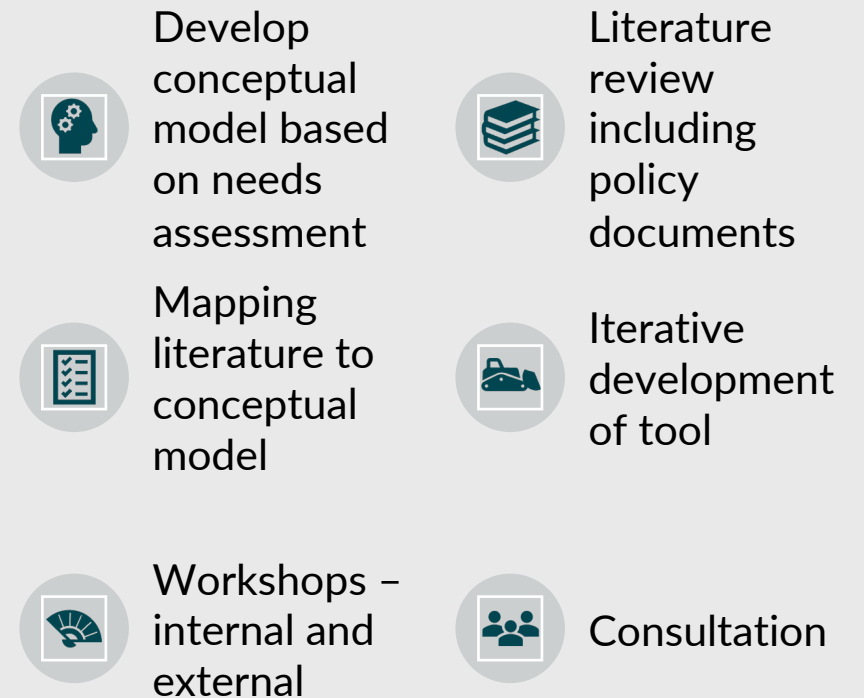 Develop
conceptual
model based
on needs
assessment
Literature
review
including
policy
documents
Mapping
literature to
conceptual
model
Iterative
development
of tool
Workshops –
internal and
external
Consultation